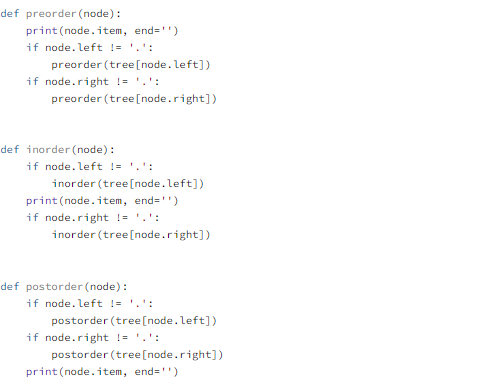 def preorder(node):
    print(node.item, end='')
    if node.left != '.':
        preorder(tree[node.left])
    if node.right != '.':
        preorder(tree[node.right])


def inorder(node):
    if node.left != '.':
        inorder(tree[node.left])
    print(node.item, end='')
    if node.right != '.':
        inorder(tree[node.right])


def postorder(node):
    if node.left != '.':
        postorder(tree[node.left])
    if node.right != '.':
        postorder(tree[node.right])
    print(node.item, end='')